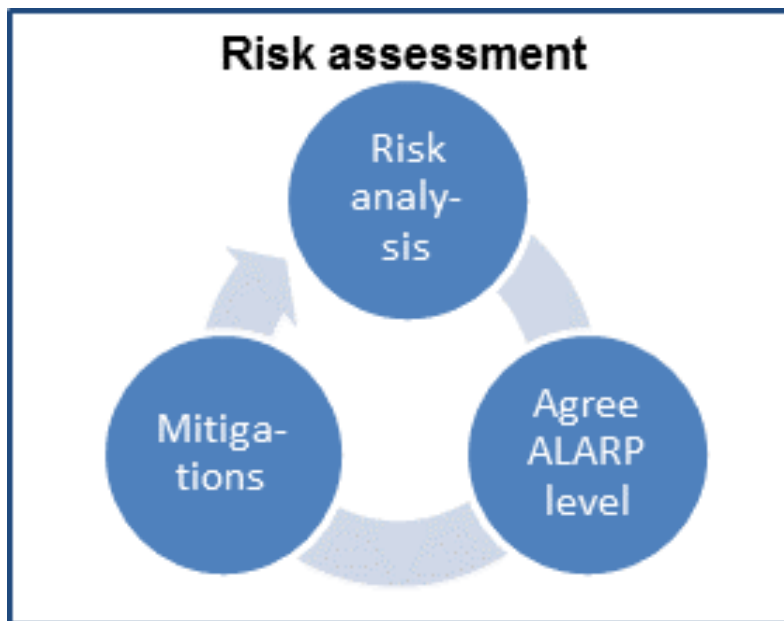 Risk assessment
Risk
analy-
sis
Agree
ALARP
level
Mitiga-
tions